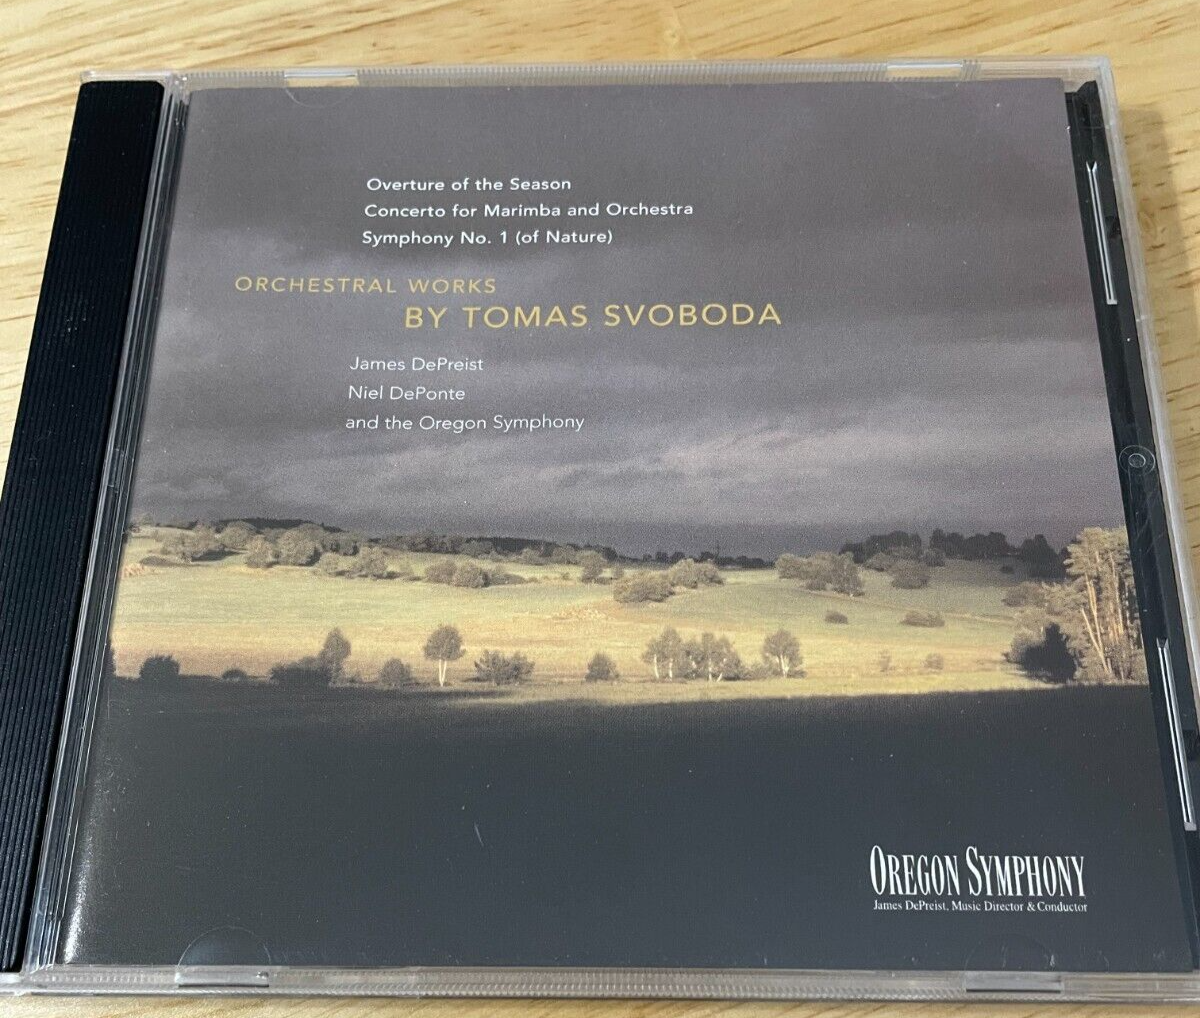 Overture of the Season
Concerto for Marimba and Orchestra
Symphony No. 1 (of Nature)
ORCHESTRAL WORKS
BY TOMAS SVOBODA
James DePreist
Niel DePonte
and the Oregon Symphony
OREGON SYMPHONY
James DePreist, Music Director & Conductor